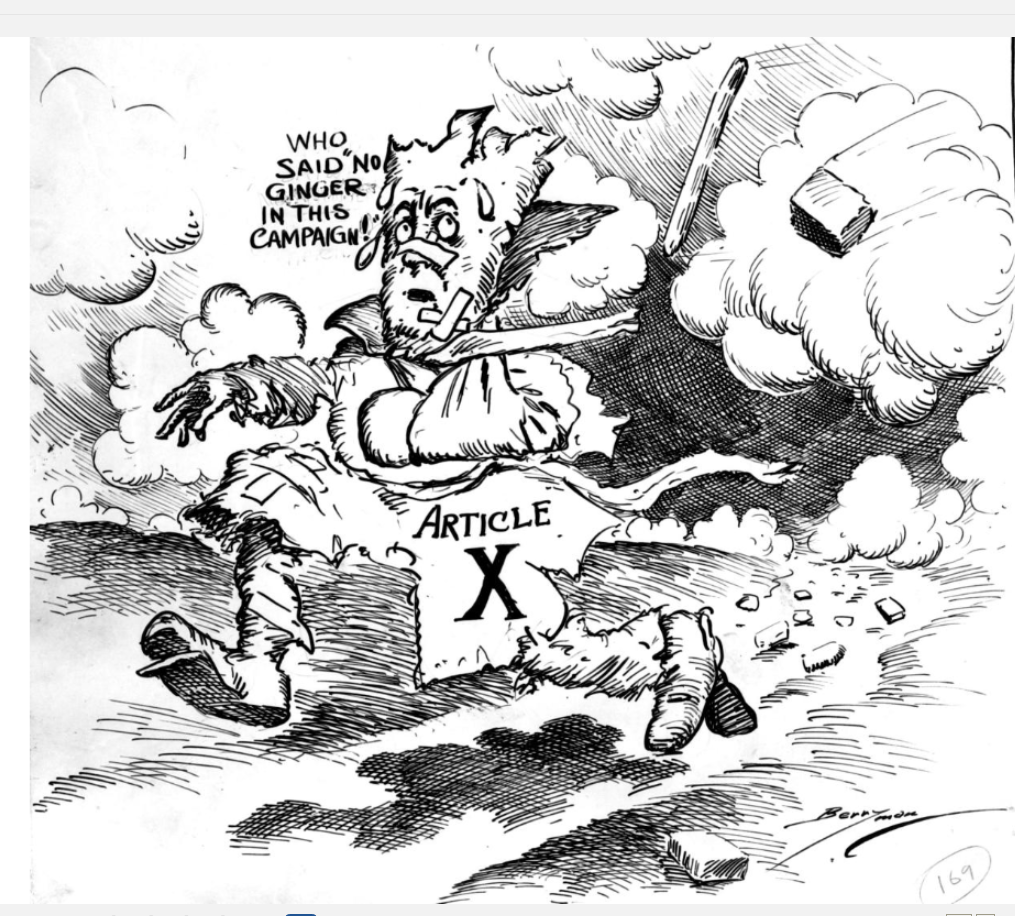 WHO
SAID "NO
GINGER
IN THIS
CAMPAIGN!"
ARTICLE
X
BERRYMAN
169